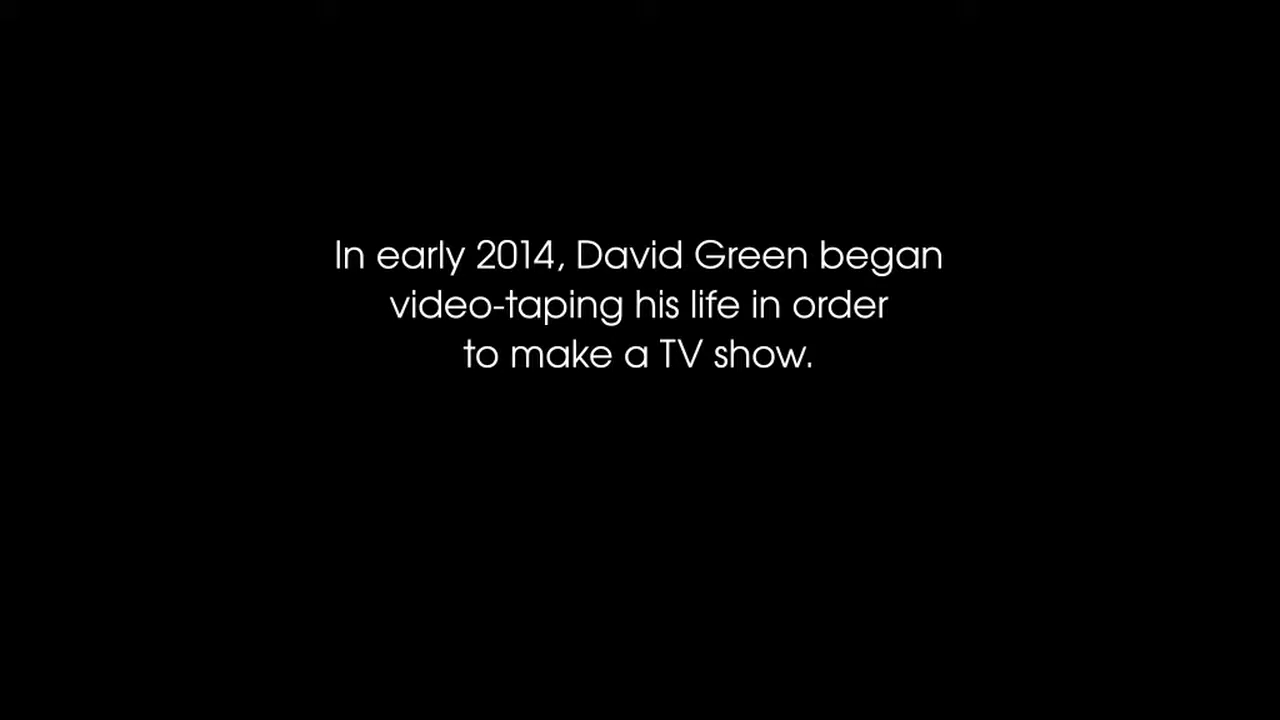 In early 2014, David Green began
video-taping his life in order
to make a TV show.